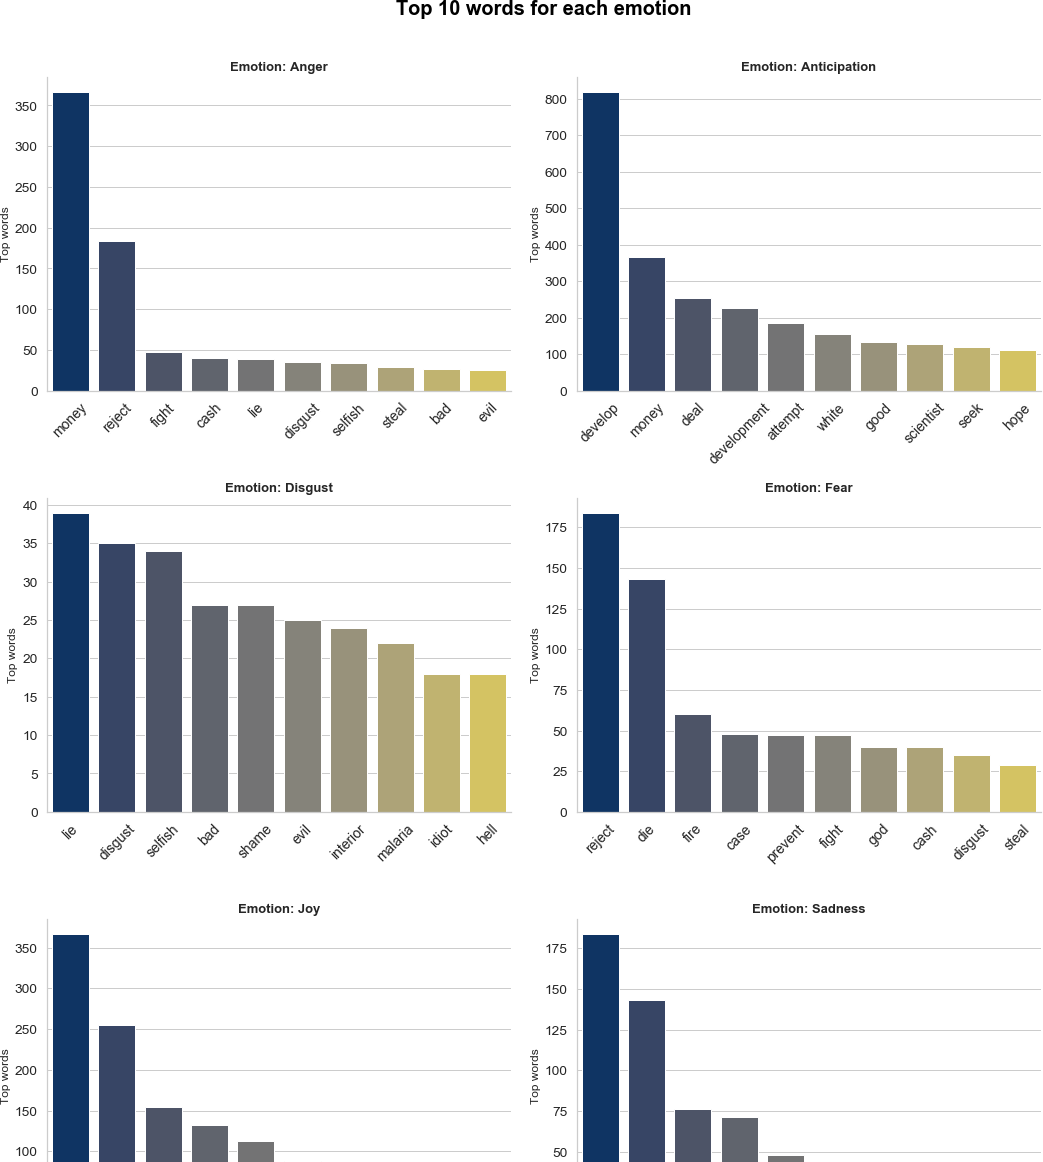 Top 10 words for each emotion
Emotion: Anger
Top words
350
300
250
200
150
100
50
0
money reject fight cash lie disgust selfish steal bad evil
Emotion: Anticipation
Top words
800
700
600
500
400
300
200
100
0
develop money deal development attempt white good scientist seek hope
Emotion: Disgust
Top words
40
35
30
25
20
15
10
5
0
lie disgust selfish bad shame evil interior malaria idiot hell
Emotion: Fear
Top words
175
150
125
100
75
50
25
0
reject die fire case prevent fight god cash disgust steal
Emotion: Joy
Top words
350
300
250
200
150
100
Emotion: Sadness
Top words
175
150
125
100
75
50